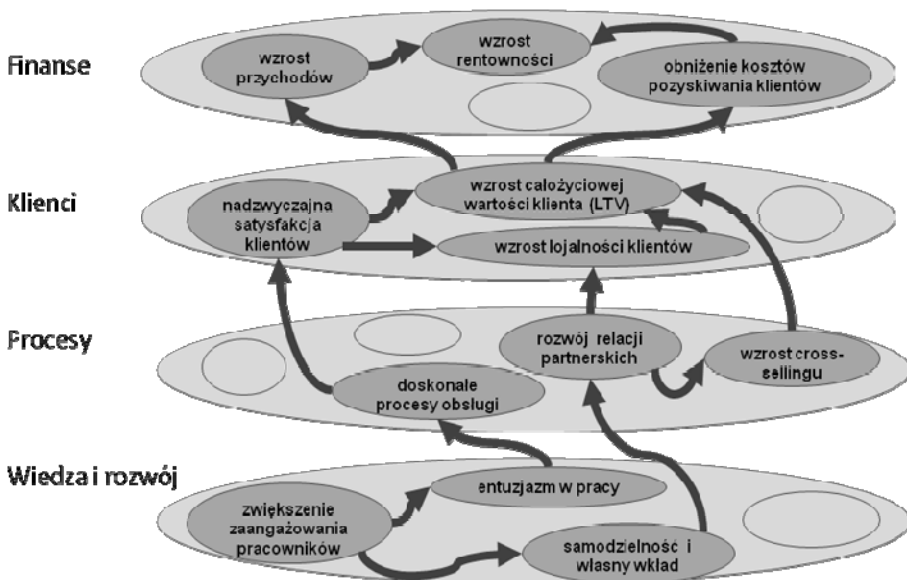 Finanse
wzrost
przychodów
wzrost
rentowności
obniżenie kosztów
pozyskiwania klientów
Klienci
nadzwyczajna
satysfakcja
klientów
wzrost całożyciowej
wartości klienta (LTV)
wzrost lojalności klientów
Procesy
rozwój relacji
partnerskich
wzrost cross-
sellingu
doskonałe
procesy obsługi
Wiedza i rozwój
zwiększenie
zaangażowania
pracowników
entuzjazm w pracy
samodzielność i
własny wkład